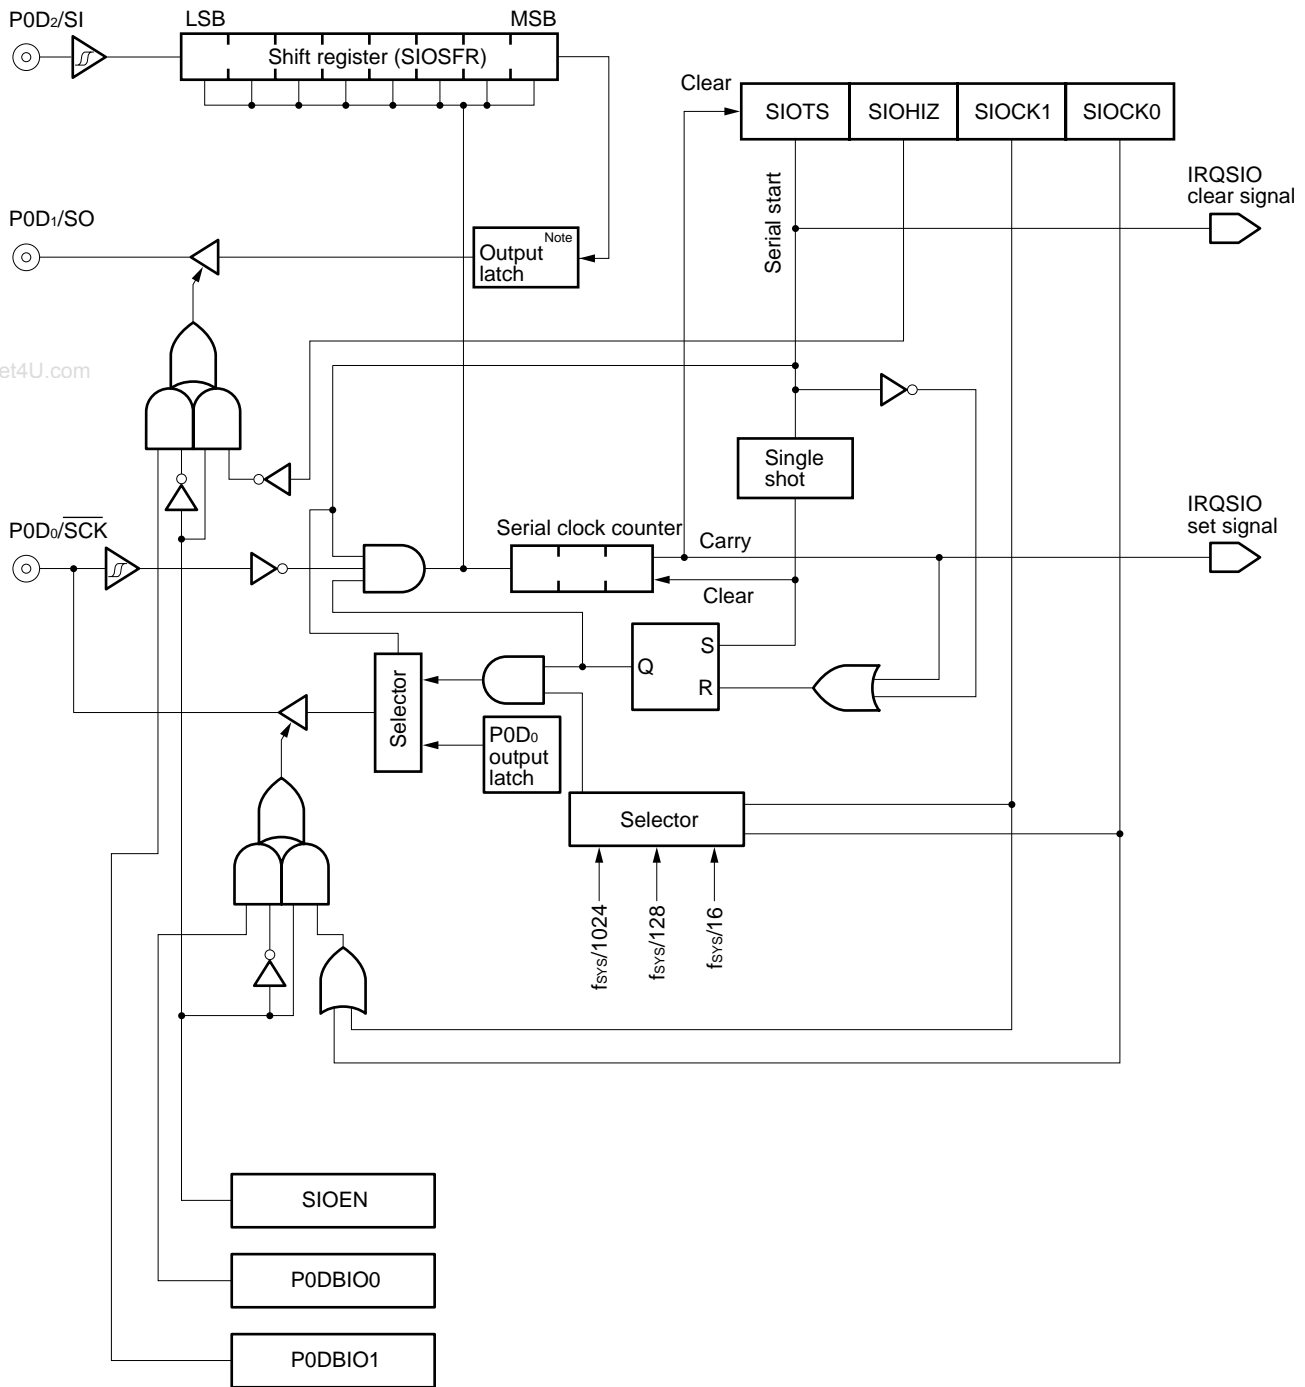 P0D2/SI
LSB
MSB
Shift register (SIOSFR)
Clear
SIOTS
SIOHIZ
SIOCK1
SIOCK0
Serial start
IRQSIO
clear signal
P0D1/SO
Note
Output
latch
et4U.com
Single
shot
P0D0/SCK
Serial clock counter
Carry
IRQSIO
set signal
Clear
S
Q
R
Selector
P0D0
output
latch
Selector
fSYS/1024
fSYS/128
fSYS/16
SIOEN
P0DBIO0
P0DBIO1